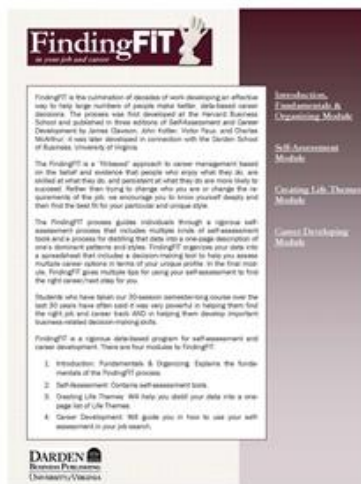 FindingFIT
in your job and career
FindingFIT is the culmination of decades of work developing an effective
way to help large numbers of people make better, data-based career
decisions. The process was first developed at the Harvard Business
School and published in three editions of Self-Assessment and Career
Development by James Clawson, John Kotter, Victor Faux, and Charles
McArthur. It was later developed in connection with the Darden School
of Business, University of Virginia.
The FindingFIT is a "fit-based" approach to career management based
on the belief and evidence that people who enjoy what they do, are
skilled at what they do, and persistent at what they do are more likely to
succeed. Rather than trying to change who you are or change the re-
quirements of the job, we encourage you to know yourself deeply and
then find the best fit for your particular and unique style.
The FindingFIT process guides individuals through a rigorous self-
assessment process that includes multiple kinds of self-assessment
tools and a process for distilling that data into a one-page description of
one's dominant patterns and styles. FindingFIT organizes your data into
a spreadsheet that includes a decision-making tool to help you assess
multiple career options in terms of your unique profile. In the final mod-
ule, FindingFIT gives multiple tips for using your self-assessment to find
the right career/next step for you.
Students who have taken our 30-session semester-long course over the
last 30 years have often said it was very powerful in helping them find
the right job and career track AND in helping them develop important
business-related decision-making skills.
FindingFIT is a rigorous data-based program for self-assessment and
career development. There are four modules to FindingFIT.
1. Introduction: Fundamentals & Organizing: Explains the funda-
mentals of the FindingFIT process
2. Self-Assessment: Contains self-assessment tools
3. Creating Life Themes: Will help you distill your data into a one-
page list of Life Themes
4. Career Development: Will guide you in how to use your self-
assessment in your job search.
Introduction,
Fundamentals &
Organizing Module
Self-Assessment
Module
Creating Life Themes
Module
Career Developing
Module
DARDEN
BUSINESS PUBLISHING
UNIVERSITY of VIRGINIA